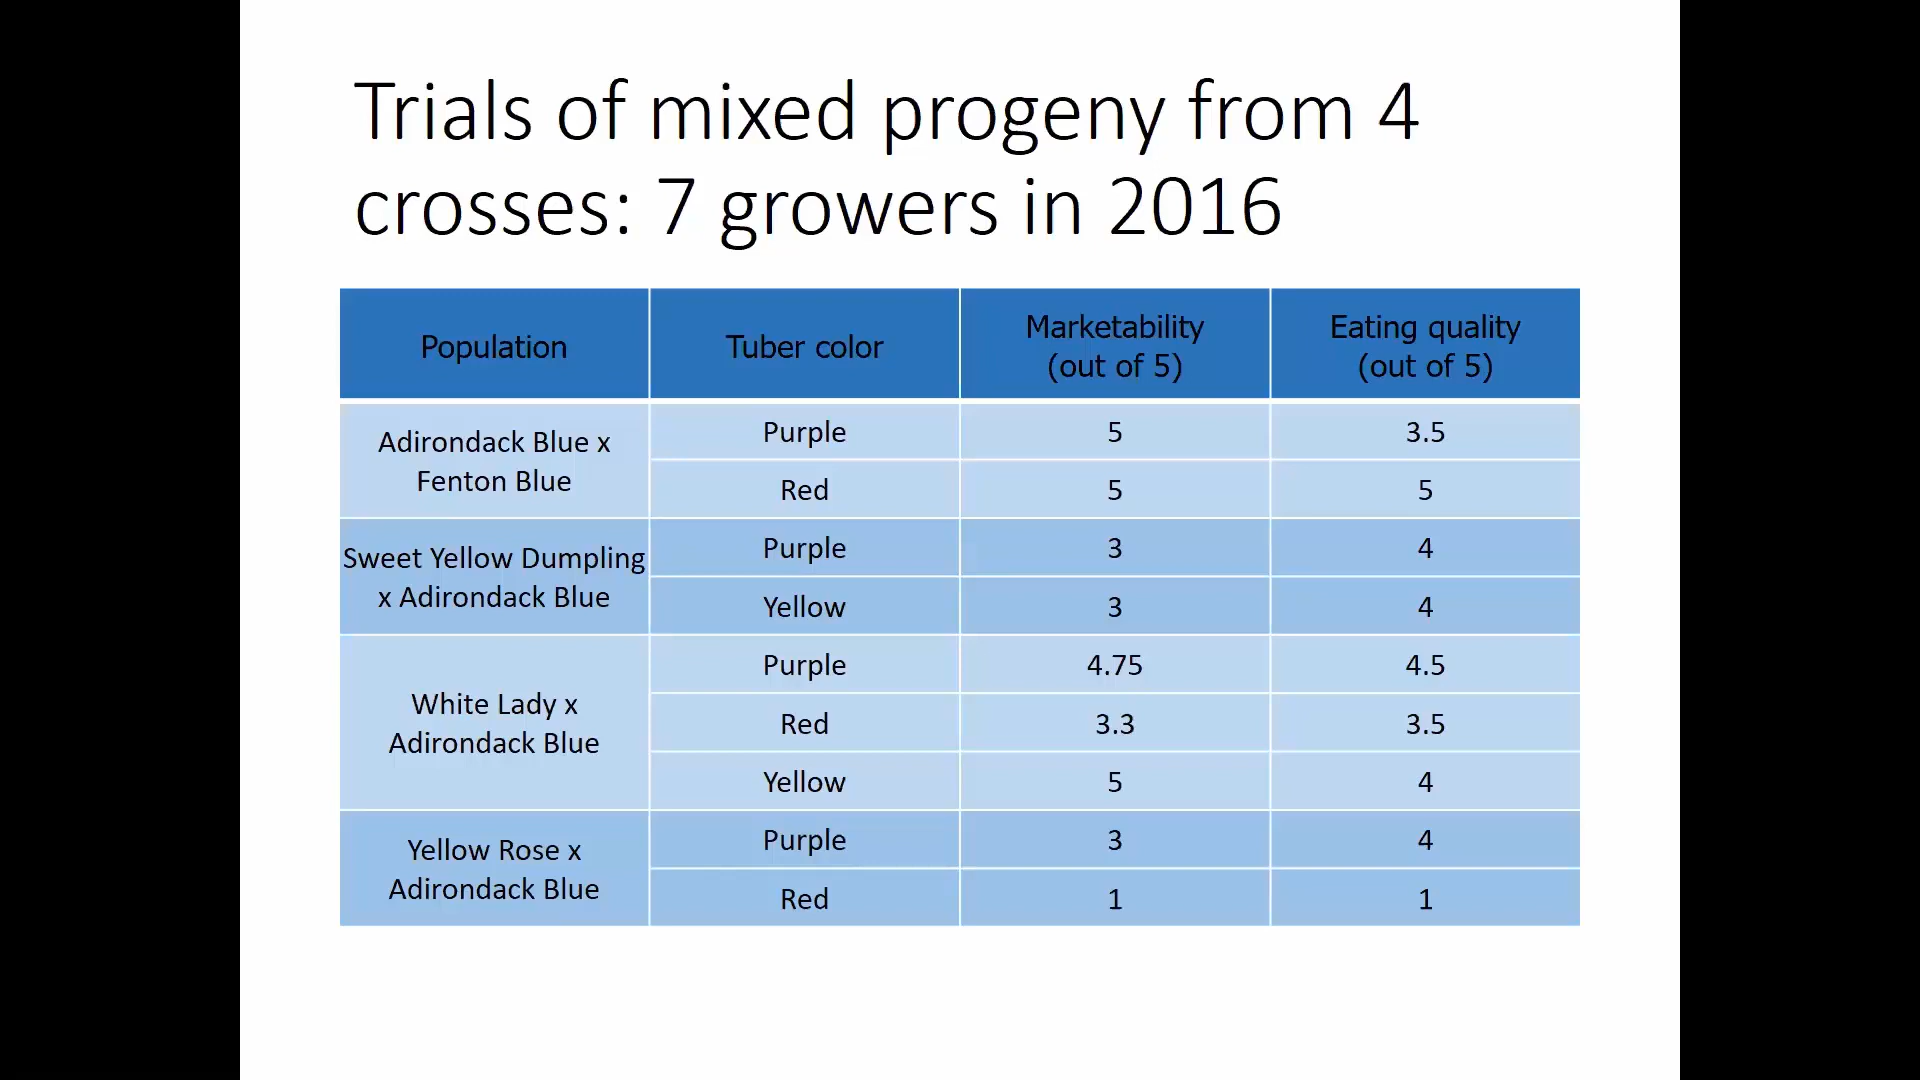 Trials of mixed progeny from 4
crosses: 7 growers in 2016
Population
Tuber color
Marketability
(out of 5)
Eating quality
(out of 5)
Adirondack Blue x
Fenton Blue
Purple
5
3.5
Red
5
5
Sweet Yellow Dumpling
x Adirondack Blue
Purple
3
4
Yellow
3
4
White Lady x
Adirondack Blue
Purple
4.75
4.5
Red
3.3
3.5
Yellow
5
4
Yellow Rose x
Adirondack Blue
Purple
3
4
Red
1
1